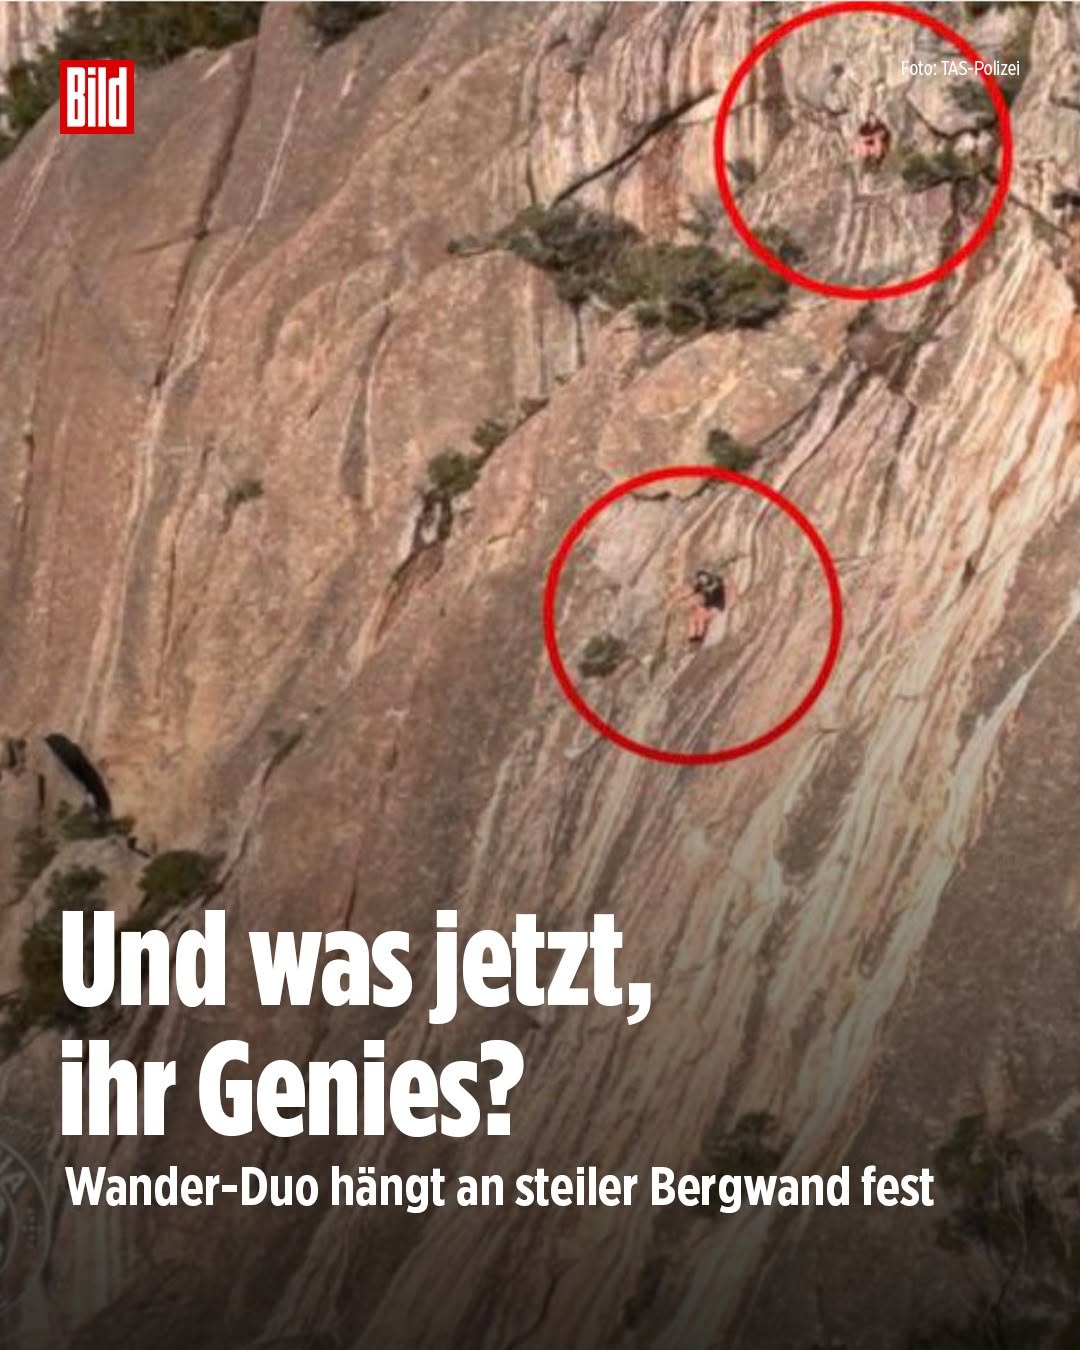 Bild
Foto: TAS-Polizei
Und was jetzt,
ihr Genies?
Wander-Duo hängt an steiler Bergwand fest